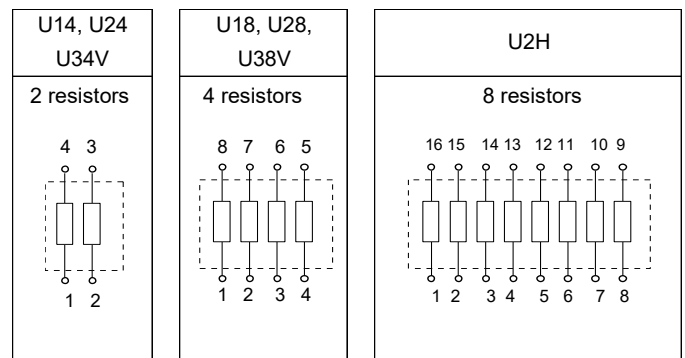 U14, U24
U34V
2 resistors
4 3
1 2
U18, U28,
U38V
4 resistors
8 7 6 5
1 2 3 4
U2H
8 resistors
16 15 14 13 12 11 10 9
1 2 3 4 5 6 7 8